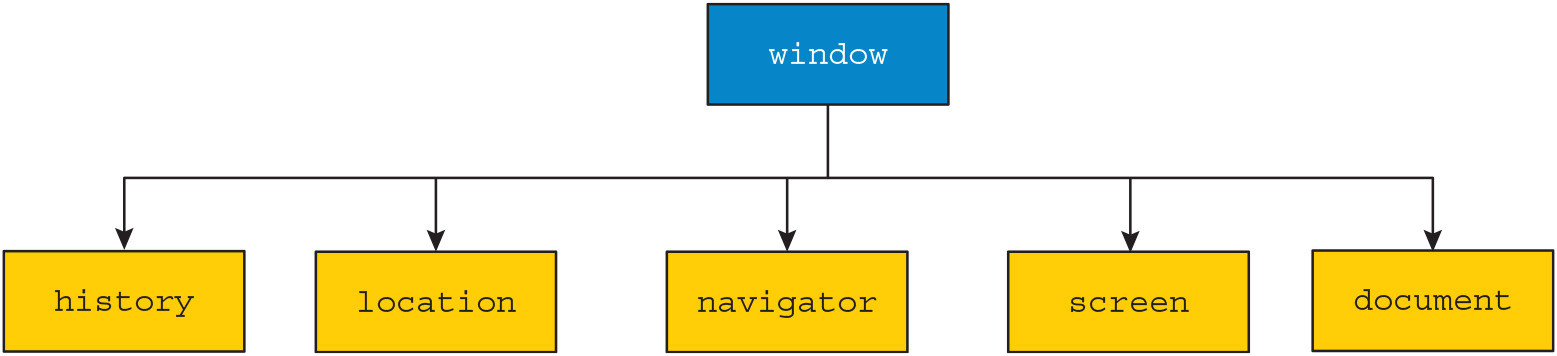 window
history
location
navigator
screen
document